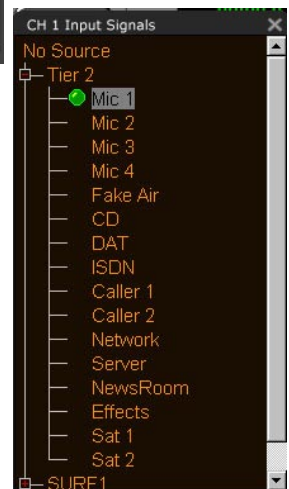 CH 1 Input Signals
No Source
Tier 2
Mic 1
Mic 2
Mic 3
Mic 4
Fake Air
CD
DAT
ISDN
Caller 1
Caller 2
Network
Server
NewsRoom
Effects
Sat 1
Sat 2
SURF1